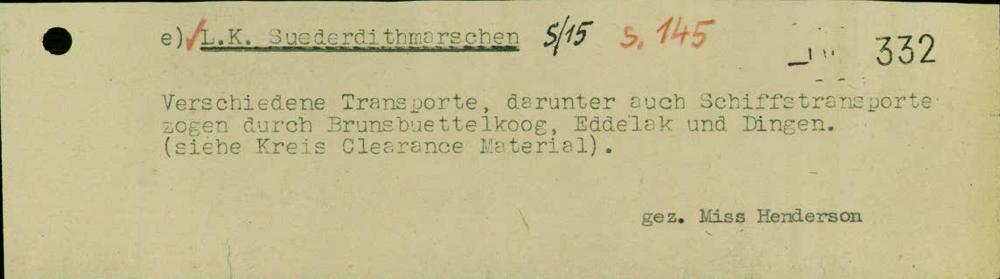 e) ✓ L.K. Suederdithmarschen S/15 S. 145
332
Verschiedene Transporte, darunter auch Schiffstransporte
zogen durch Brunsbuettelkoog, Eddelak und Dingen.
(siehe Kreis Clearance Material).
gez. Miss Henderson